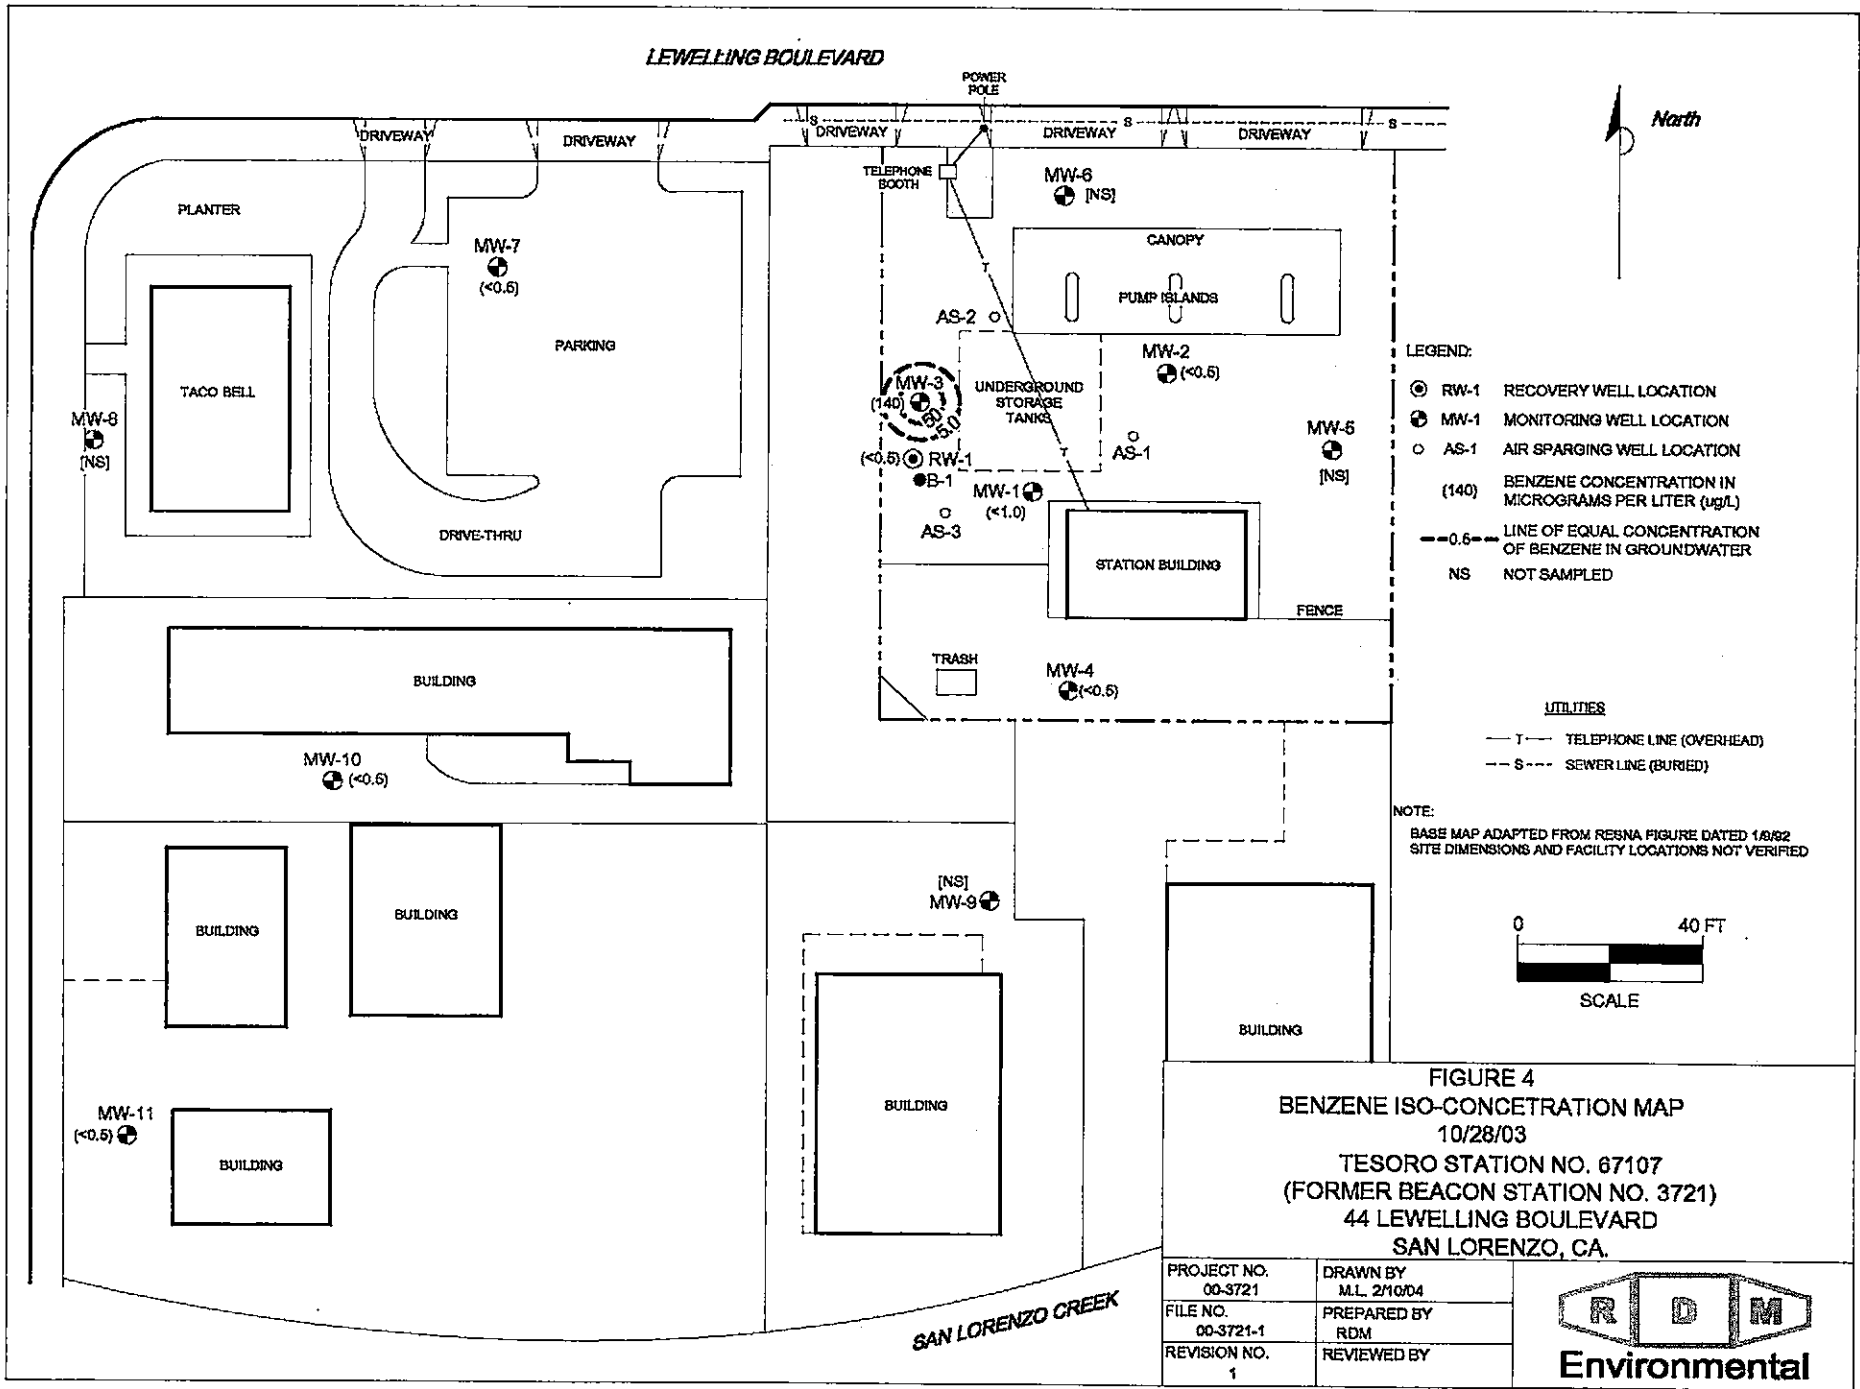 LEWELLING BOULEVARD
POWER
POLE
S
S
S
DRIVEWAY
DRIVEWAY
DRIVEWAY
DRIVEWAY
DRIVEWAY
North
TELEPHONE
BOOTH
MW-6
[NS]
PLANTER
MW-7
(<0.5)
CANOPY
T
PUMP ISLANDS
AS-2
PARKING
TACO BELL
MW-2
(<0.5)
MW-3
(140)
50
5.0
UNDERGROUND
STORAGE
TANKS
MW-8
[NS]
T
AS-1
MW-5
[NS]
(<0.5)
RW-1
B-1
MW-1
(<1.0)
AS-3
DRIVE-THRU
STATION BUILDING
FENCE
LEGEND:
RW-1 RECOVERY WELL LOCATION
MW-1 MONITORING WELL LOCATION
AS-1 AIR SPARGING WELL LOCATION
(140) BENZENE CONCENTRATION IN
MICROGRAMS PER LITER (ug/L)
0.5 LINE OF EQUAL CONCENTRATION
OF BENZENE IN GROUNDWATER
NS NOT SAMPLED
BUILDING
TRASH
MW-4
(<0.5)
UTILITIES
T TELEPHONE LINE (OVERHEAD)
S SEWER LINE (BURIED)
MW-10
(<0.5)
NOTE:
BASE MAP ADAPTED FROM RESNA FIGURE DATED 1/9/92
SITE DIMENSIONS AND FACILITY LOCATIONS NOT VERIFIED
BUILDING
BUILDING
[NS]
MW-9
0 40 FT
SCALE
BUILDING
BUILDING
MW-11
(<0.5)
BUILDING
SAN LORENZO CREEK
FIGURE 4
BENZENE ISO-CONCETRATION MAP
10/28/03
TESORO STATION NO. 67107
(FORMER BEACON STATION NO. 3721)
44 LEWELLING BOULEVARD
SAN LORENZO, CA.
PROJECT NO.
00-3721
DRAWN BY
M.L. 2/10/04
FILE NO.
00-3721-1
PREPARED BY
RDM
REVISION NO.
1
REVIEWED BY
R D M
Environmental